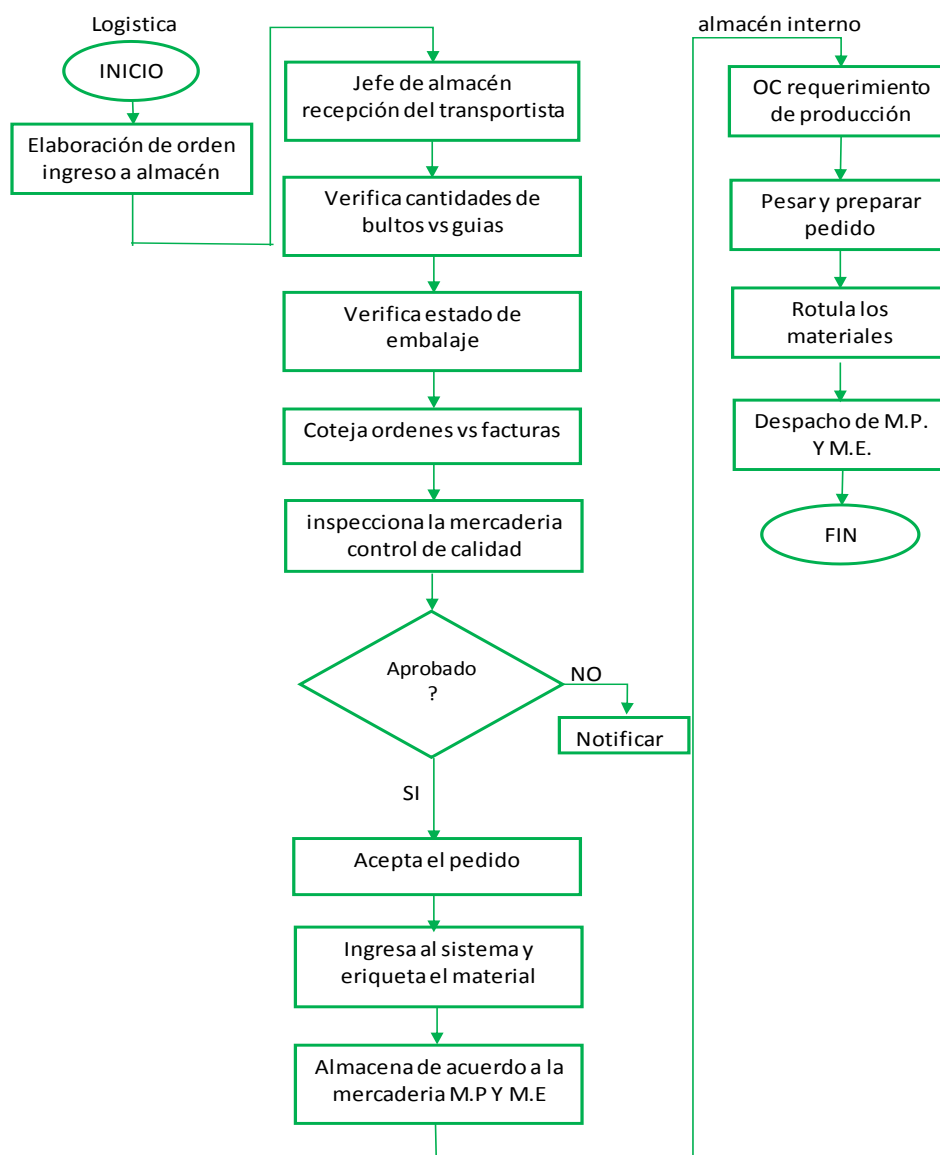 Logistica
INICIO
Elaboración de orden
ingreso a almacén
Jefe de almacén
recepción del transportista
Verifica cantidades de
bultos vs guias
Verifica estado de
embalaje
Coteja ordenes vs facturas
inspecciona la mercaderia
control de calidad
Aprobado
?
NO
Notificar
SI
Acepta el pedido
Ingresa al sistema y
eriqueta el material
Almacena de acuerdo a la
mercaderia M.P Y M.E
almacén interno
OC requerimiento
de producción
Pesar y preparar
pedido
Rotula los
materiales
Despacho de M.P.
Y M.E.
FIN